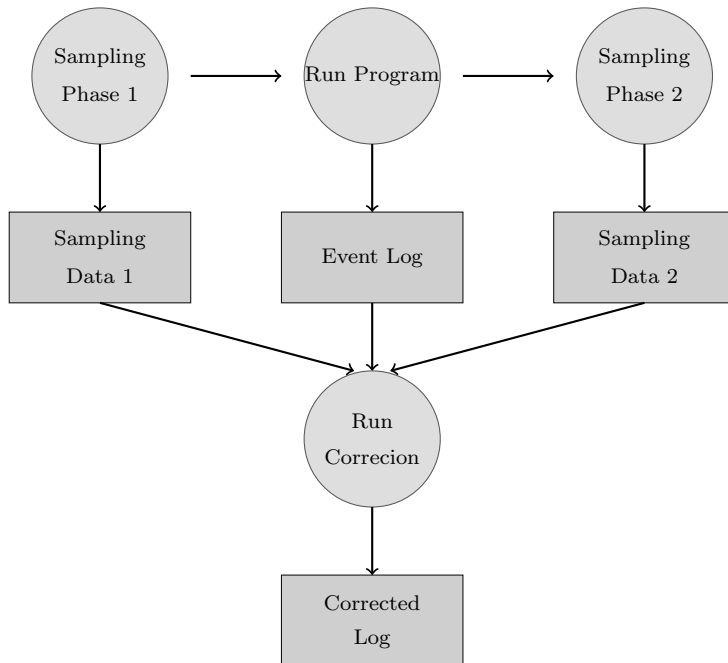 Sampling
Phase 1
Run Program
Sampling
Phase 2
Sampling
Data 1
Event Log
Sampling
Data 2
Run
Correcion
Corrected
Log